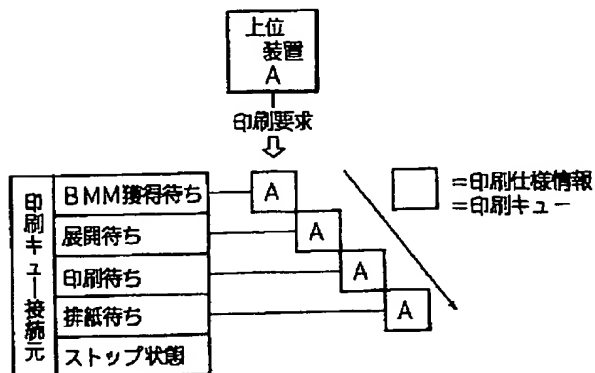 上位
装置
A
印刷要求
印刷キュー接続元
BMM獲得待ち
A
展開待ち
A
印刷待ち
A
排紙待ち
A
ストップ状態
=印刷仕様情報
=印刷キュー